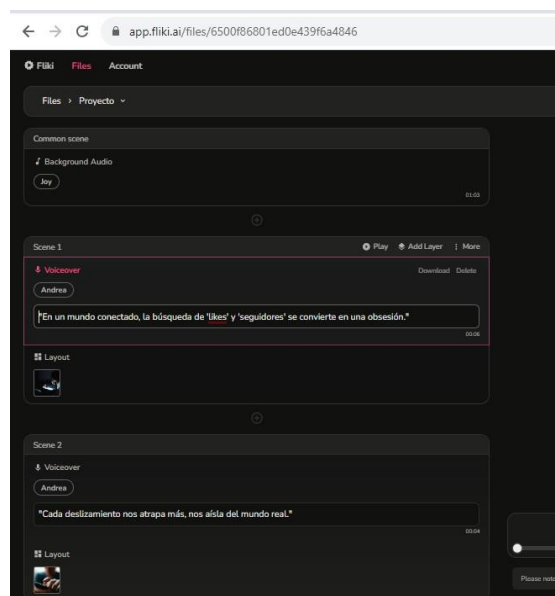 app.fliki.ai/files/6500f86801ed0e439f6a4846
Fliki Files Account
Files > Proyecto
Common scene
Background Audio
Joy
01:03
Scene 1 Play Add Layer More
Voiceover Download Delete
Andrea
"En un mundo conectado, la búsqueda de 'likes' y 'seguidores' se convierte en una obsesión."
00:06
Layout
Scene 2
Voiceover
Andrea
"Cada deslizamiento nos atrapa más, nos aísla del mundo real."
00:04
Layout
Please note